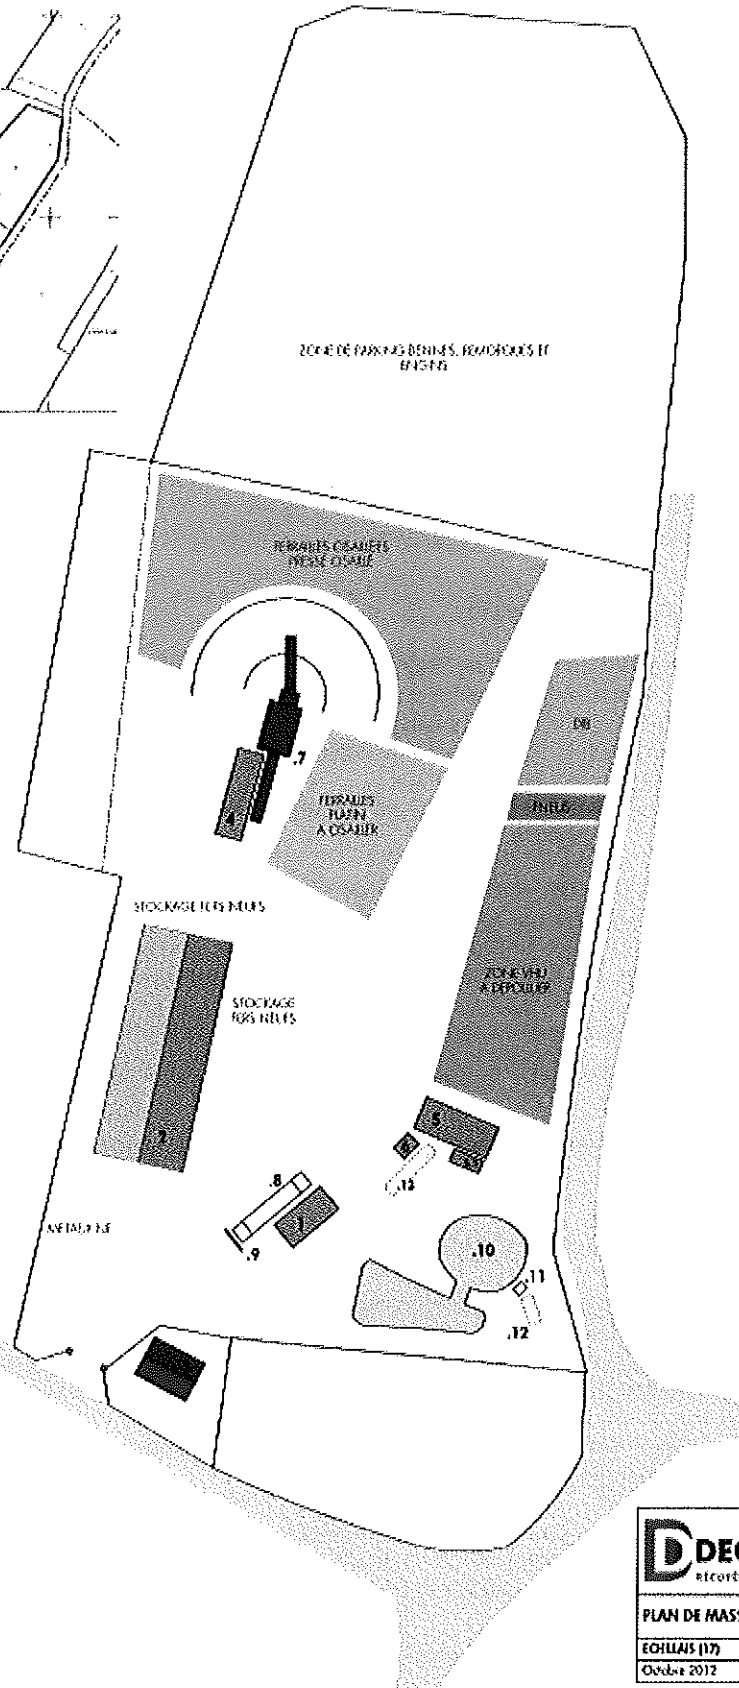 ZONE DE PARKING BENNES, REMORQUES ET
ENGINS
FERRAILLES CISAILLÉES
PRESSE CISAILLE
DIB
.7
4
FERRAILLES
PLATIN
A CISAILLER
PNEUS
STOCKAGE FERS NEUFS
STOCKAGE
FERS NEUFS
ZONE VHU
A DEPOLLUER
2
5
.13
.8
1
.9
.10
.11
.12
PLAN DE MASS
ECHILLAIS (17)
Octobre 2012